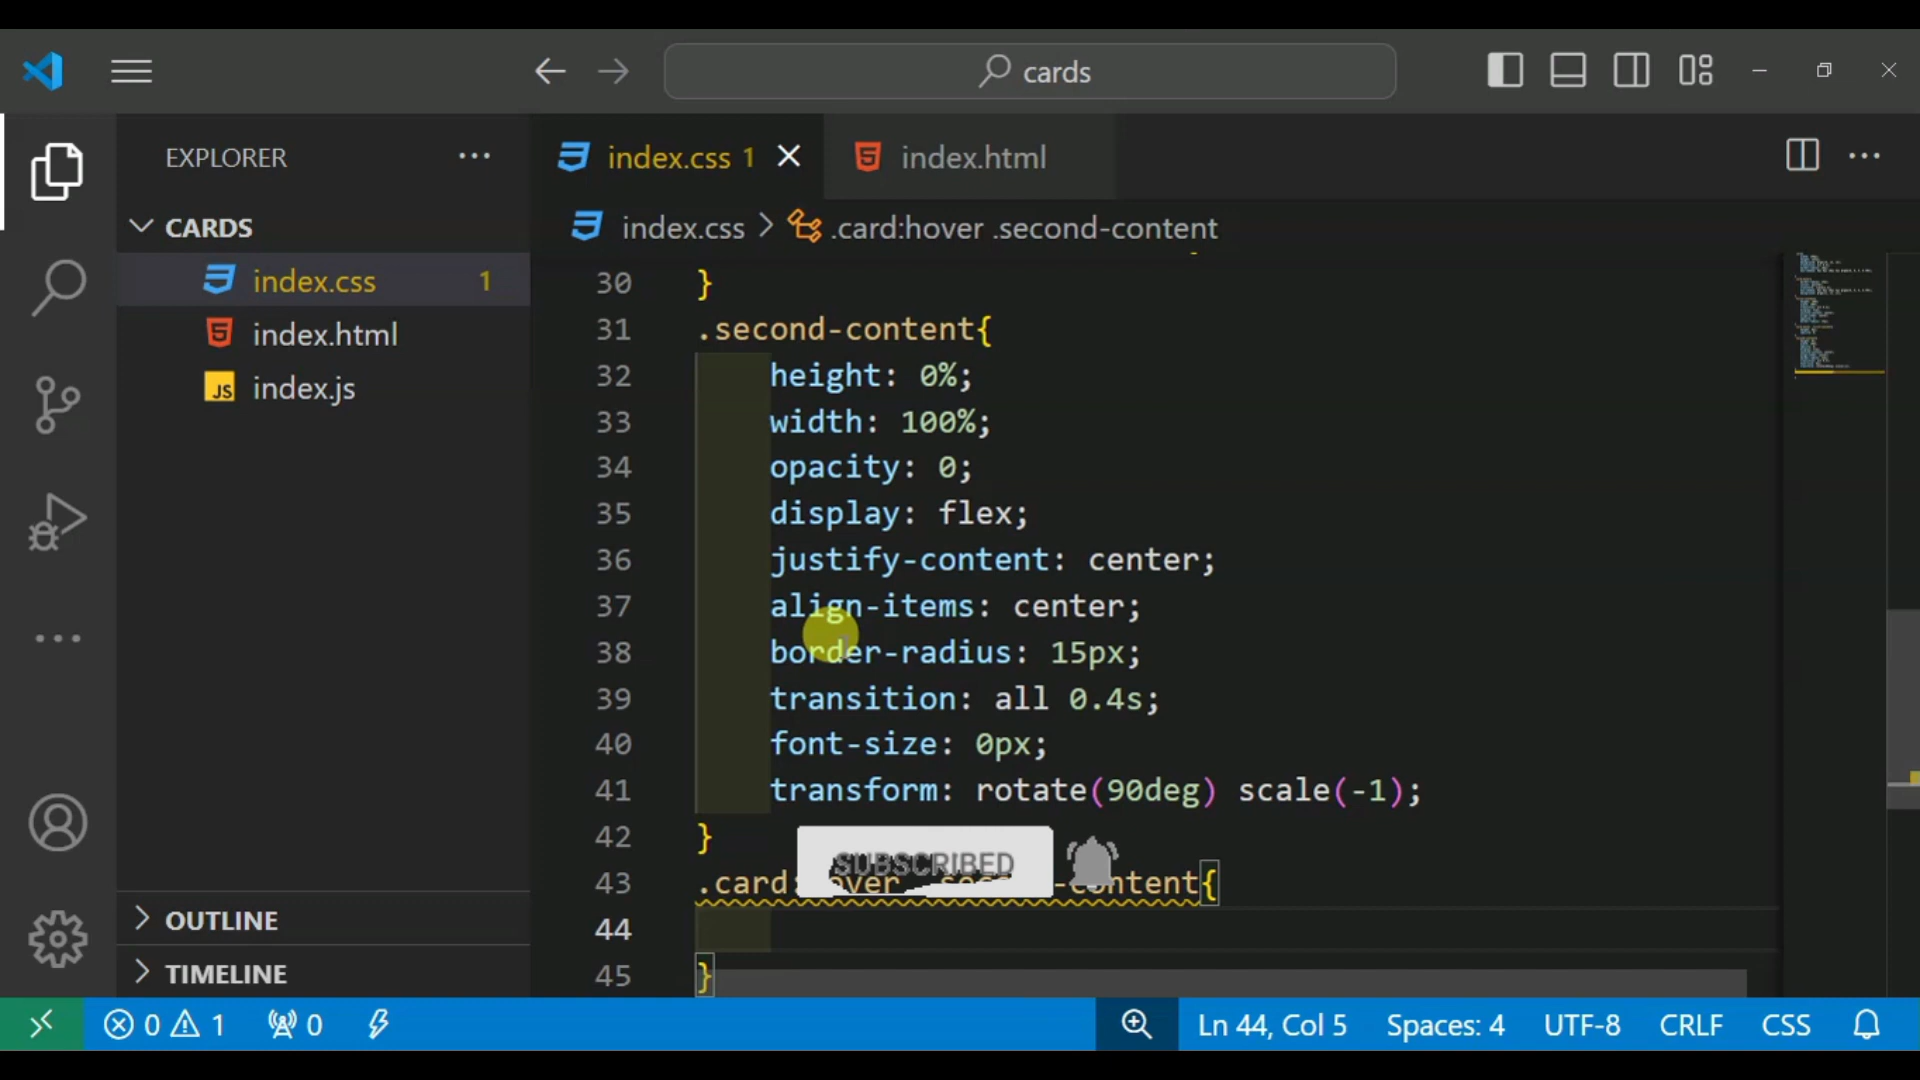 cards
EXPLORER
index.css 1
index.html
CARDS
index.css > .card:hover .second-content
index.css 1
index.html
JS index.js
30 }
31 .second-content{
32 height: 0%;
33 width: 100%;
34 opacity: 0;
35 display: flex;
36 justify-content: center;
37 align-items: center;
38 border-radius: 15px;
39 transition: all 0.4s;
40 font-size: 0px;
41 transform: rotate(90deg) scale(-1);
42 }
SUBSCRIBED
43 .card:hover .second-content{
44
45 }
OUTLINE
TIMELINE
0 1 0
Ln 44, Col 5 Spaces: 4 UTF-8 CRLF CSS